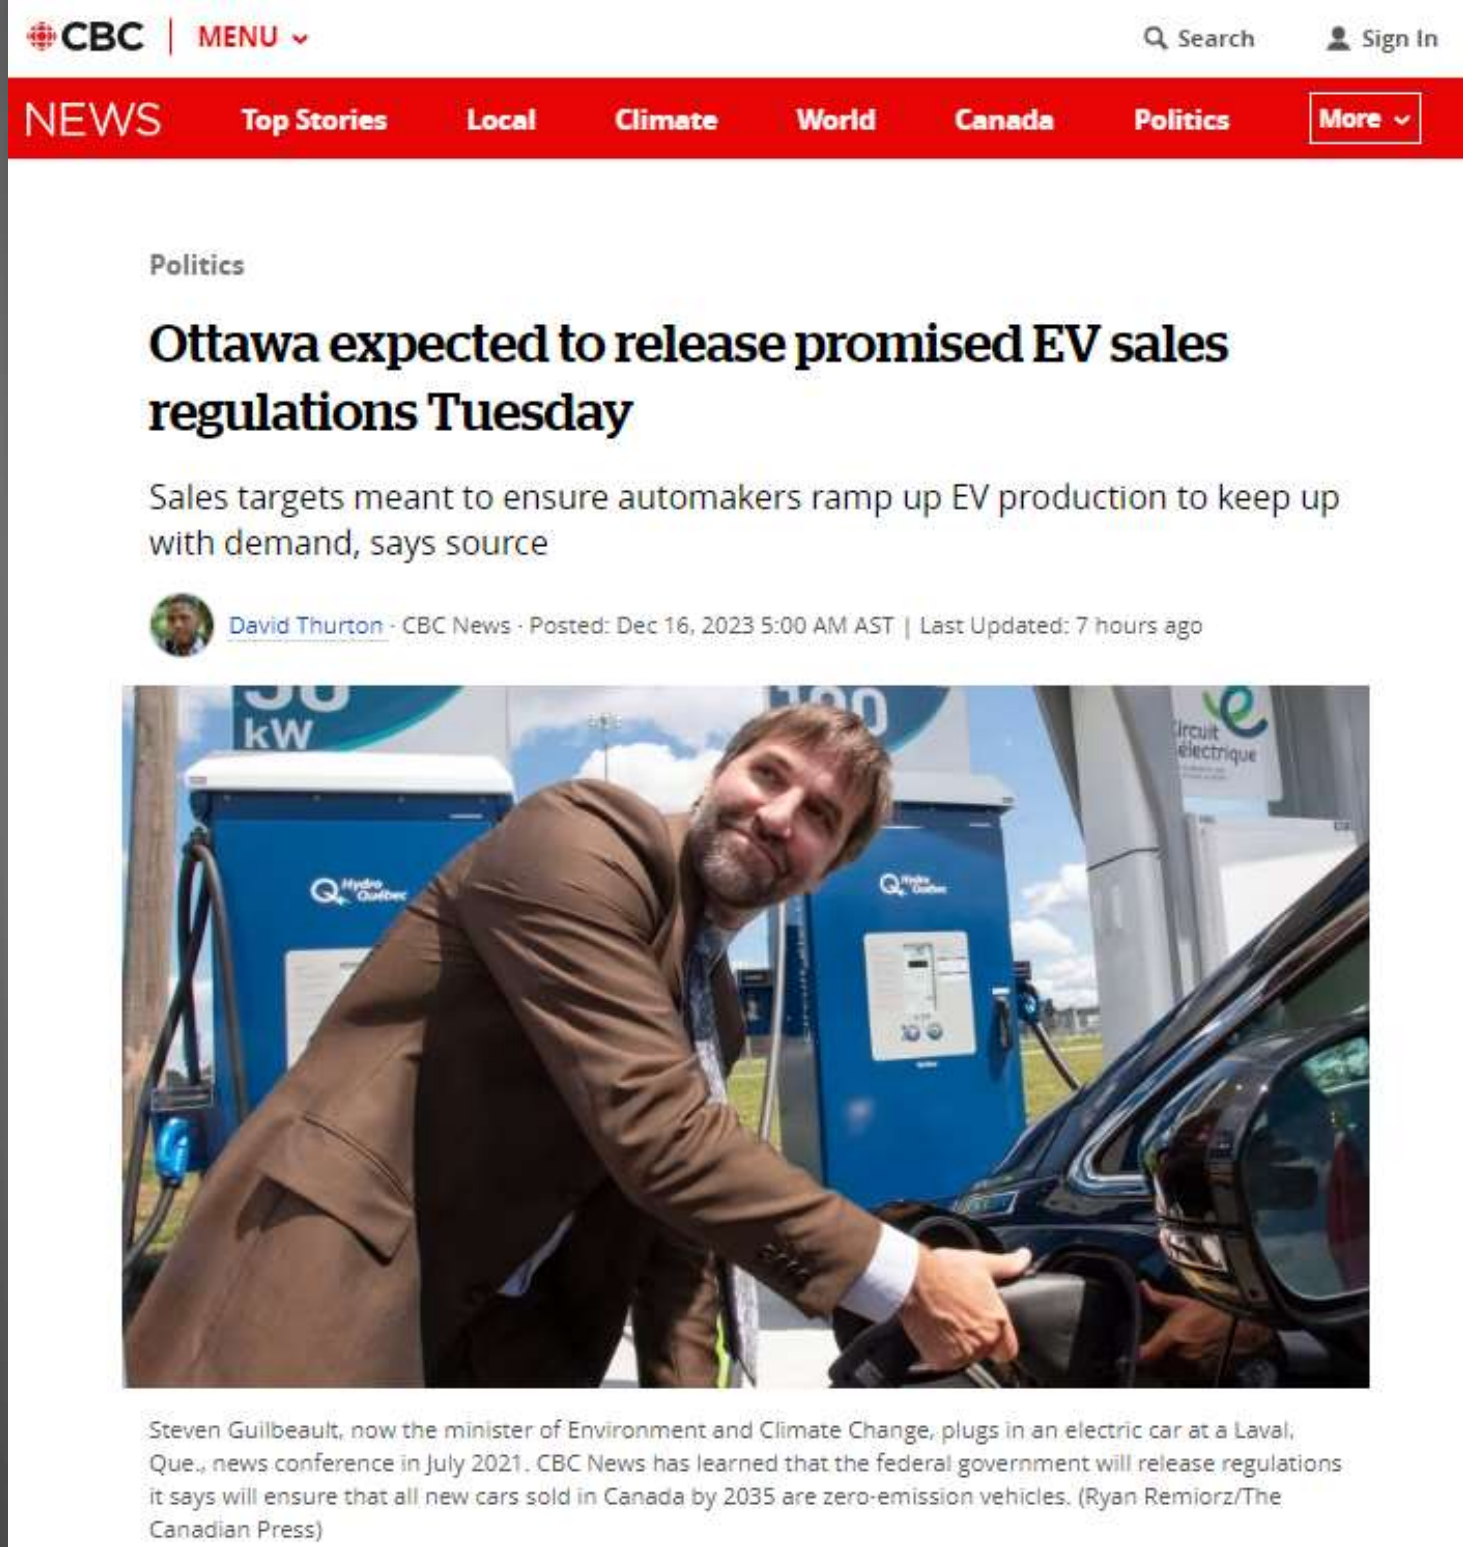 CBC MENU Search Sign In
NEWS Top Stories Local Climate World Canada Politics More
Politics
Ottawa expected to release promised EV sales
regulations Tuesday
Sales targets meant to ensure automakers ramp up EV production to keep up
with demand, says source
David Thurton · CBC News · Posted: Dec 16, 2023 5:00 AM AST | Last Updated: 7 hours ago
kW
100
ircuit
électrique
Hydro
Québec
Hydro
Québec
Steven Guilbeault, now the minister of Environment and Climate Change, plugs in an electric car at a Laval,
Que., news conference in July 2021. CBC News has learned that the federal government will release regulations
it says will ensure that all new cars sold in Canada by 2035 are zero-emission vehicles. (Ryan Remiorz/The
Canadian Press)